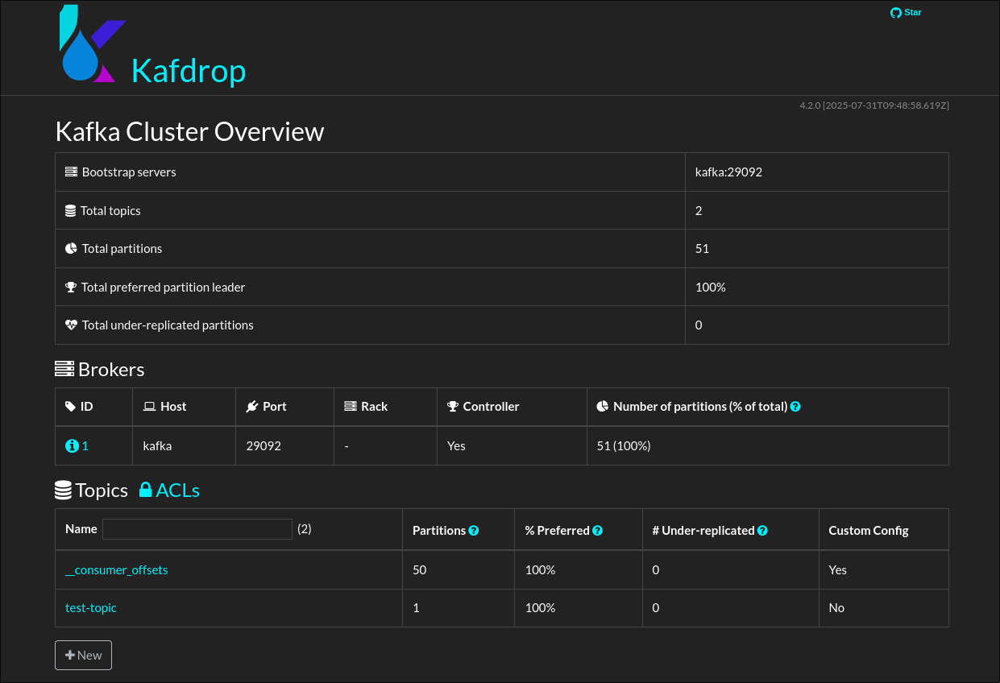 Star
Kafdrop
4.2.0 [2025-07-31T09:48:58.619Z]
Kafka Cluster Overview
Bootstrap servers kafka:29092
Total topics 2
Total partitions 51
Total preferred partition leader 100%
Total under-replicated partitions 0
Brokers
ID Host Port Rack Controller Number of partitions (% of total)
1 kafka 29092 - Yes 51 (100%)
Topics ACLs
Name (2) Partitions % Preferred # Under-replicated Custom Config
__consumer_offsets 50 100% 0 Yes
test-topic 1 100% 0 No
New